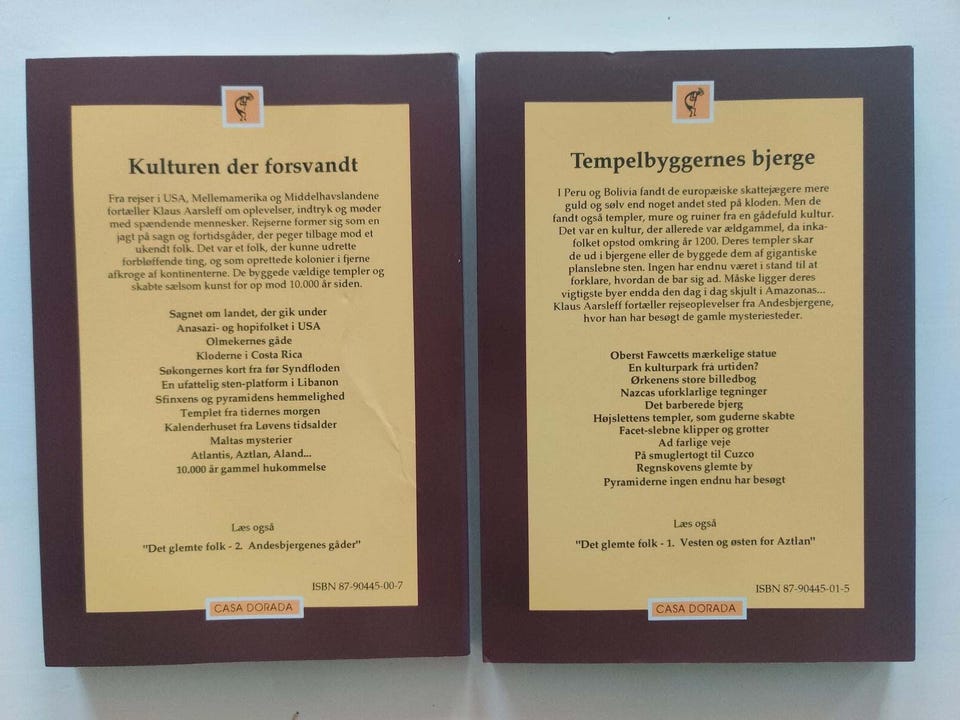 Kulturen der forsvandt
Fra rejser i USA, Mellemamerika og Middelhavslandene
fortæller Klaus Aarsleff om oplevelser, indtryk og møder
med spændende mennesker. Rejserne former sig som en
jagt på sagn og fortidsgåder, der peger tilbage mod et
ukendt folk. Det var et folk, der kunne udrette
forbløffende ting, og som oprettede kolonier i fjerne
afkroge af kontinenterne. De byggede vældige templer og
skabte sælsom kunst for op mod 10.000 år siden.
Sagnet om landet, der gik under
Anasazi- og hopifolket i USA
Olmekernes gåde
Kloderne i Costa Rica
Søkongernes kort fra før Syndfloden
En ufattelig sten-platform i Libanon
Sfinxens og pyramidens hemmelighed
Templet fra tidernes morgen
Kalenderhuset fra Løvens tidsalder
Maltas mysterier
Atlantis, Aztlan, Aland...
10.000 år gammel hukommelse
Læs også
"Det glemte folk - 2. Andesbjergenes gåder"
ISBN 87-90445-00-7
CASA DORADA
Tempelbyggernes bjerge
I Peru og Bolivia fandt de europæiske skattejægere mere
guld og sølv end noget andet sted på kloden. Men de
fandt også templer, mure og ruiner fra en gådefuld kultur.
Det var en kultur, der allerede var ældgammel, da inka-
folket opstod omkring år 1200. Deres templer skar
de ud i bjergene eller de byggede dem af gigantiske
planslebne sten. Ingen har endnu været i stand til at
forklare, hvordan de bar sig ad. Måske ligger deres
vigtigste byer endda den dag i dag skjult i Amazonas...
Klaus Aarsleff fortæller rejseoplevelser fra Andesbjergene,
hvor han har besøgt de gamle mysteriesteder.
Oberst Fawcetts mærkelige statue
En kulturpark fra urtiden?
Ørkenens store billedbog
Nazcas uforklarlige tegninger
Det barberede bjerg
Højslettens templer, som guderne skabte
Facet-slebne klipper og grotter
Ad farlige veje
På smuglertogt til Cuzco
Regnskovens glemte by
Pyramiderne ingen endnu har besøgt
Læs også
"Det glemte folk - 1. Vesten og østen for Aztlan"
ISBN 87-90445-01-5
CASA DORADA